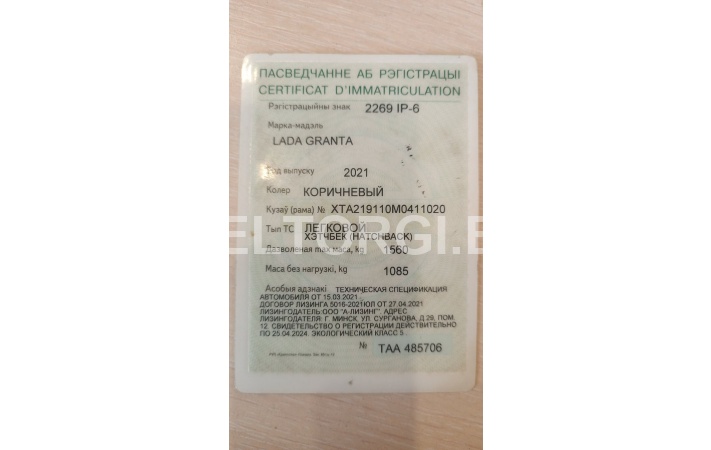 ПАСВЕДЧАННЕ АБ РЭГІСТРАЦЫІ
CERTIFICAT D'IMMATRICULATION
Рэгістрацыйны знак 2269 IP-6
Марка-мадэль
LADA GRANTA
Год выпуску 2021
Колер КОРИЧНЕВЫЙ
Кузаў (рама) № XTA219110M0411020
Тып ТС ЛЕГКОВОЙ
ХЭТЧБЕК (HATCHBACK)
Дазволеная max маса, kg 1560
Маса без нагрузкі, kg 1085
Асобыя адзнакі ТЕХНИЧЕСКАЯ СПЕЦИФИКАЦИЯ
АВТОМОБИЛЯ ОТ 15.03.2021
ДОГОВОР ЛИЗИНГА 5016-2021ЮЛ ОТ 27.04.2021
ЛИЗИНГОДАТЕЛЬ:ООО "А-ЛИЗИНГ", АДРЕС
ЛИЗИНГОДАТЕЛЯ: Г. МИНСК, УЛ. СУРГАНОВА, Д.29, ПОМ.
12. СВИДЕТЕЛЬСТВО О РЕГИСТРАЦИИ ДЕЙСТВИТЕЛЬНО
ПО 25.04.2024. ЭКОЛОГИЧЕСКИЙ КЛАСС 5
№ TAA 485706
ELTORGI.B